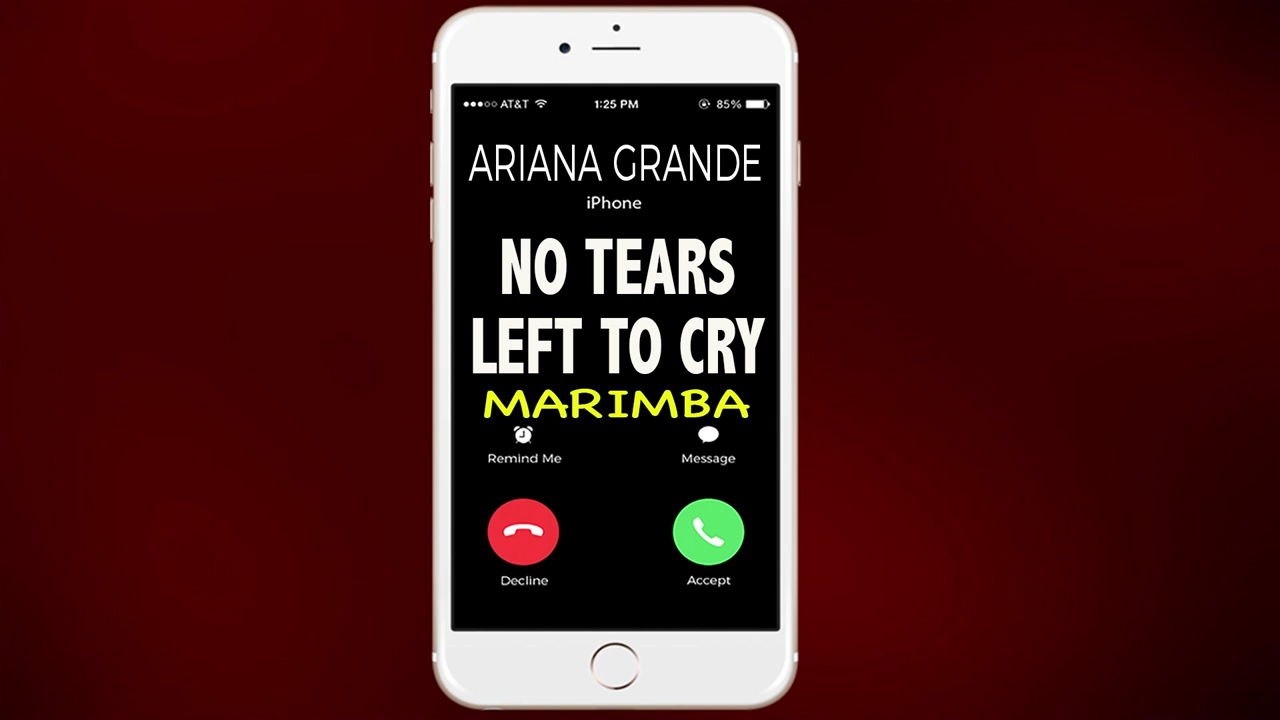 AT&T 1:25 PM 85%
ARIANA GRANDE
iPhone
NO TEARS
LEFT TO CRY
MARIMBA
Remind Me Message
Decline Accept